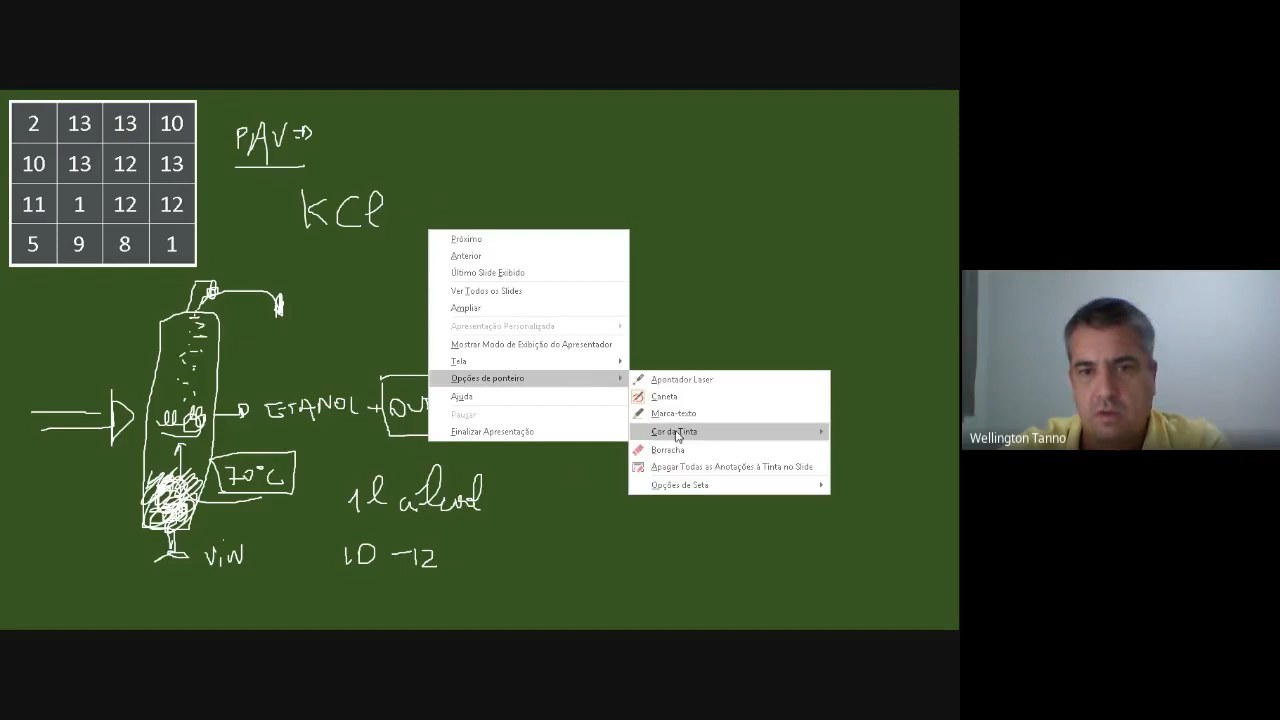 2 13 13 10
10 13 12 13
11 1 12 12
5 9 8 1
PAV⇒
KCl
Próximo
Anterior
Último Slide Exibido
Ver Todos os Slides
Ampliar
Apresentação Personalizada
Mostrar Modo de Exibição do Apresentador
Tela
Opções de ponteiro
Ajuda
Pausar
Finalizar Apresentação
Apontador Laser
Caneta
Marca-texto
Cor da Tinta
Borracha
Apagar Todas as Anotações à Tinta no Slide
Opções de Seta
ETANOL +
70°C
1l alcool
10 -12
Wellington Tanno